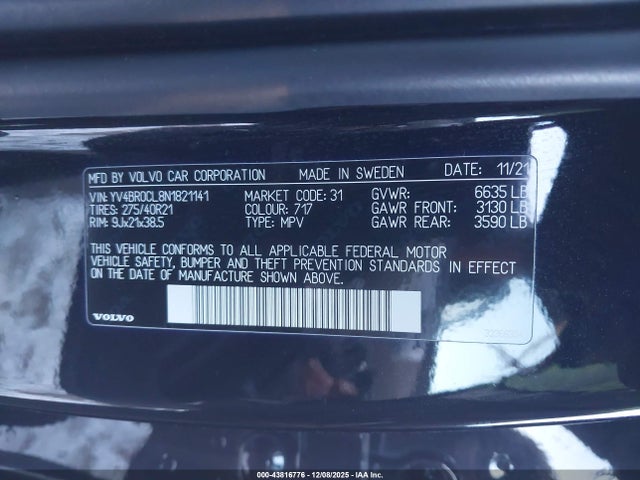 MFD BY VOLVO CAR CORPORATION MADE IN SWEDEN DATE: 11/21
VIN: YV4BR0CL8N1821141 MARKET CODE: 31 GVWR: 6635 LB
TIRES: 275/40R21 COLOUR: 717 GAWR FRONT: 3130 LB
RIM: 9Jx21x38.5 TYPE: MPV GAWR REAR: 3590 LB
THIS VEHICLE CONFORMS TO ALL APPLICABLE FEDERAL MOTOR
VEHICLE SAFETY, BUMPER AND THEFT PREVENTION STANDARDS IN EFFECT
ON THE DATE OF MANUFACTURE SHOWN ABOVE.
VOLVO
000-43816776 - 12/08/2025 - IAA Inc.